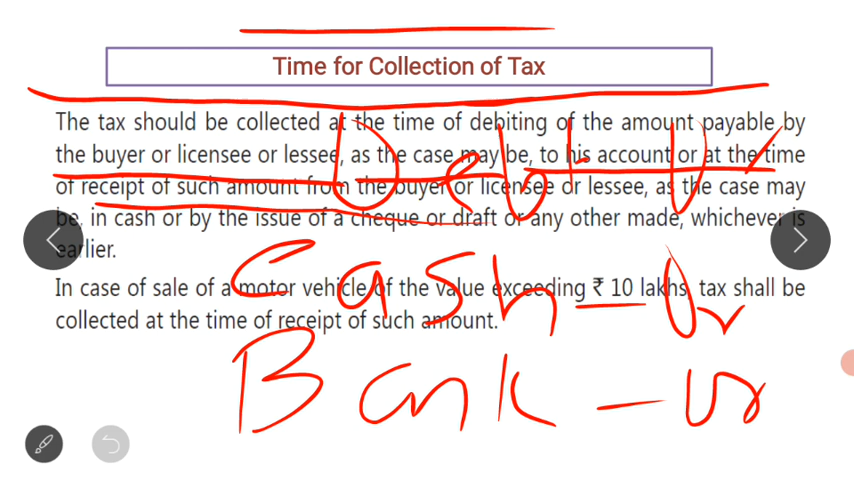 Time for Collection of Tax
The tax should be collected at the time of debiting of the amount payable by
the buyer or licensee or lessee, as the case may be, to his account or at the time
of receipt of such amount from the buyer or licensee or lessee, as the case may
be, in cash or by the issue of a cheque or draft or any other made, whichever is
earlier.
In case of sale of a motor vehicle of the value exceeding ₹ 10 lakhs, tax shall be
collected at the time of receipt of such amount.
Debt V
Cash - Vr
Bank - Vr